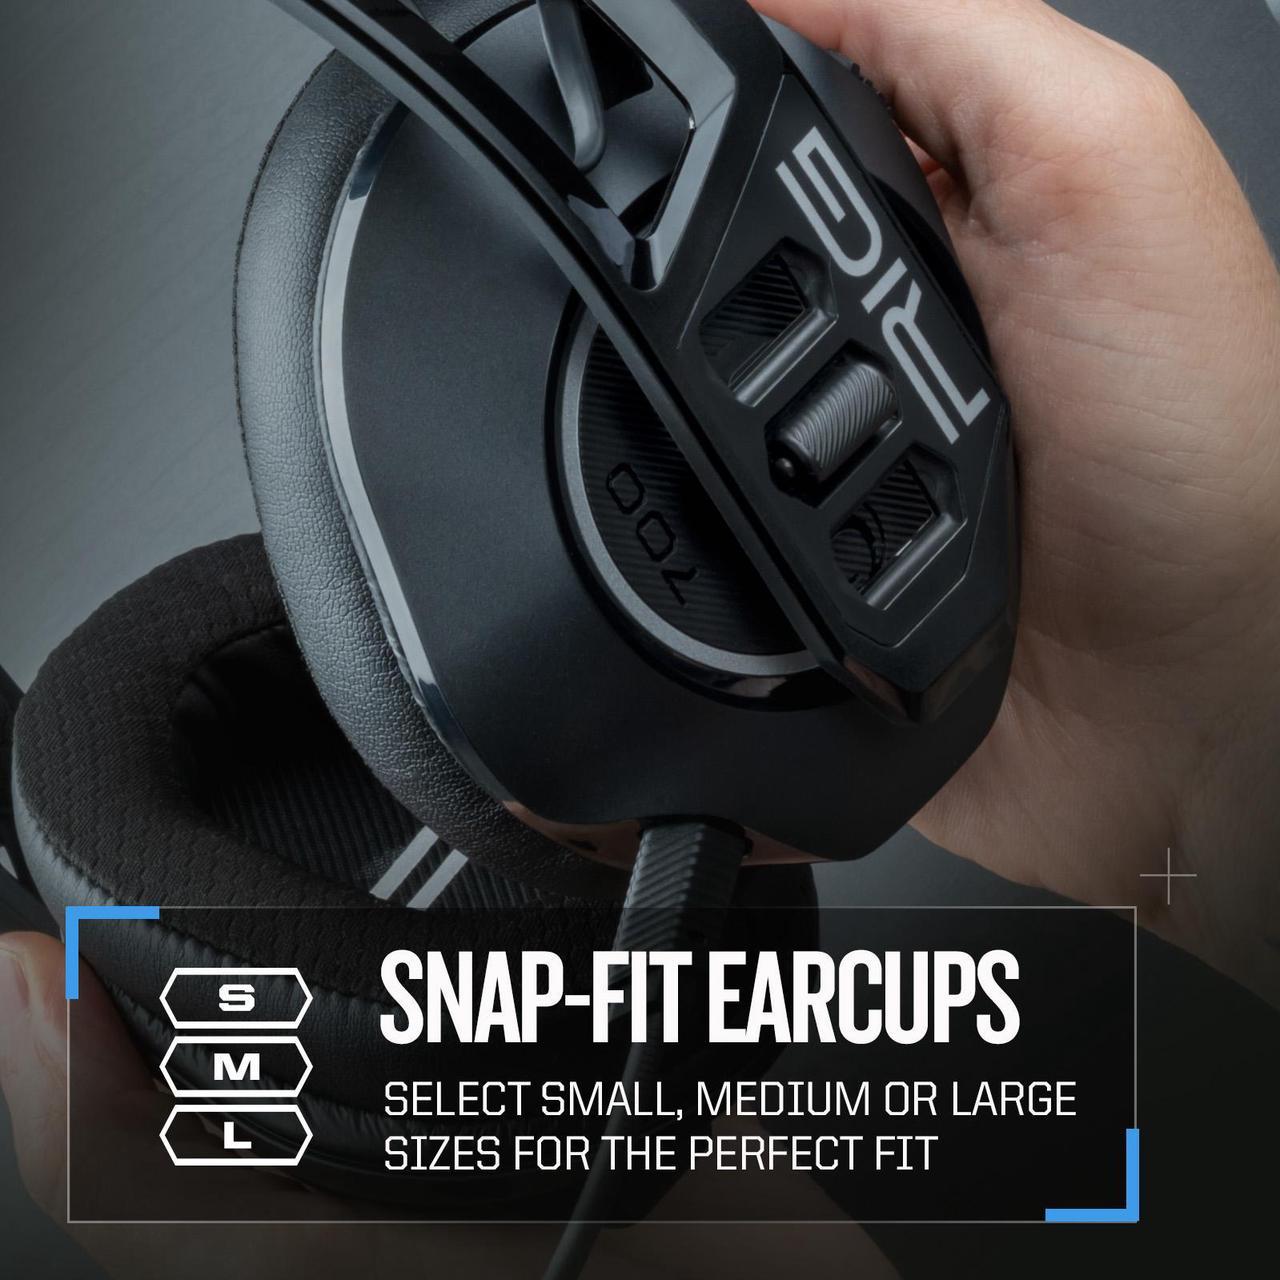 RIG
700
S
M
L
SNAP-FIT EARCUPS
SELECT SMALL, MEDIUM OR LARGE
SIZES FOR THE PERFECT FIT